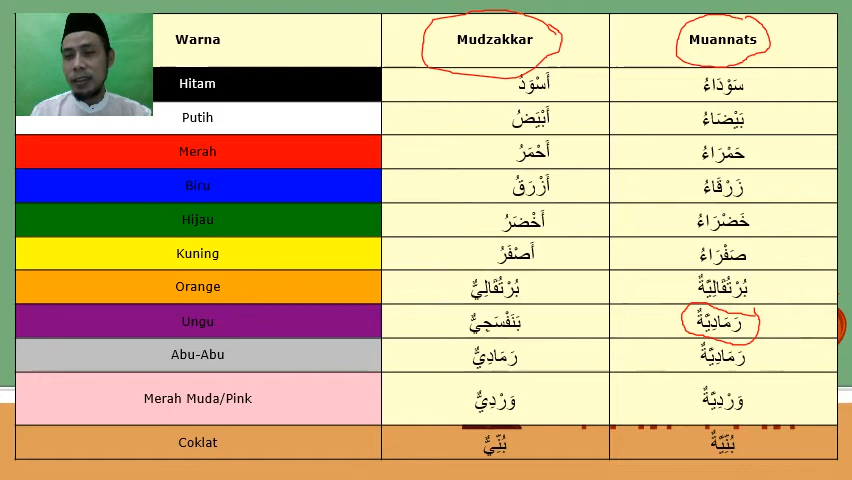 Warna Mudzakkar Muannats
Hitam أَسْوَدُ سَوْدَاءُ
Putih أَبْيَضُ بَيْضَاءُ
Merah أَحْمَرُ حَمْرَاءُ
Biru أَزْرَقُ زَرْقَاءُ
Hijau أَخْضَرُ خَضْرَاءُ
Kuning أَصْفَرُ صَفْرَاءُ
Orange بُرْتُقَالِيٌّ بُرْتُقَالِيَّةٌ
Ungu بَنَفْسَجِيٌّ رَمَادِيَّةٌ
Abu-Abu رَمَادِيٌّ رَمَادِيَّةٌ
Merah Muda/Pink وَرْدِيٌّ وَرْدِيَّةٌ
Coklat بُنِّيٌّ بُنِّيَّةٌ